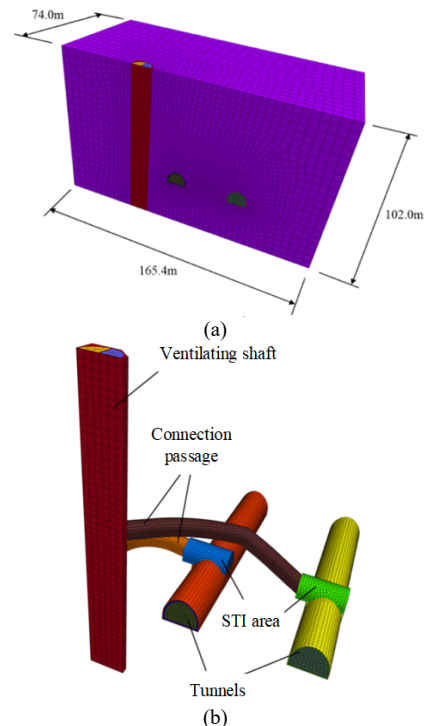 74.0m
102.0m
165.4m
(a)
Ventilating shaft
Connection
passage
STI area
Tunnels
(b)